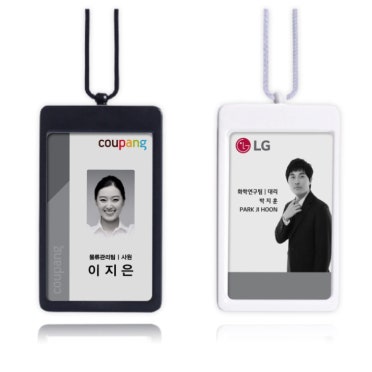 coupang
coupang
물류관리팀 | 사원
이 지 은
LG
화학연구팀 | 대리
박 지 훈
PARK JI HOON